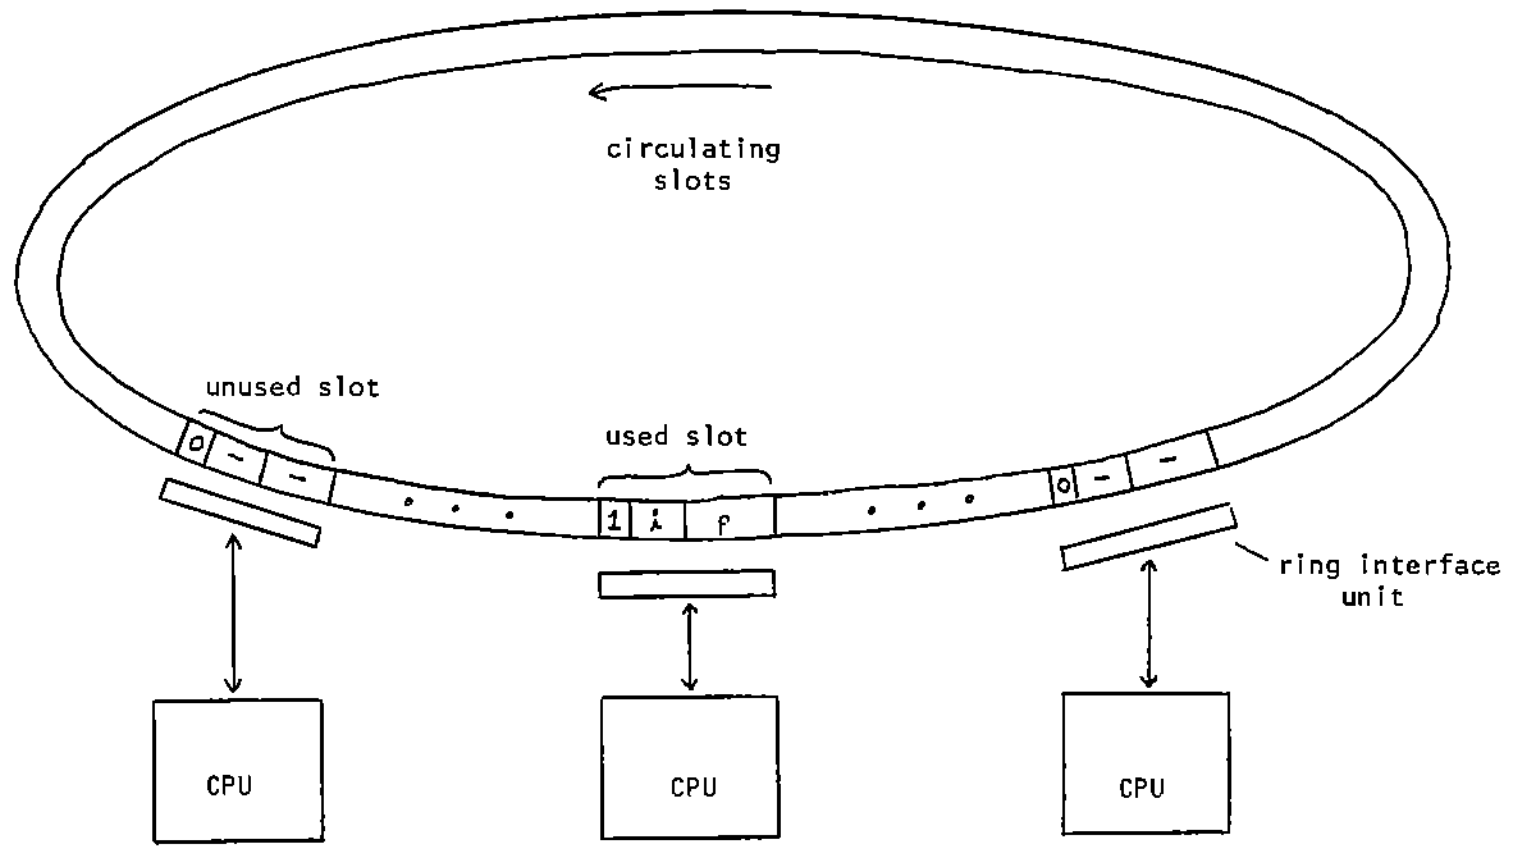 circulating
slots
unused slot
used slot
0 - -
. . .
1 i p
. . .
0 - -
ring interface
unit
CPU
CPU
CPU